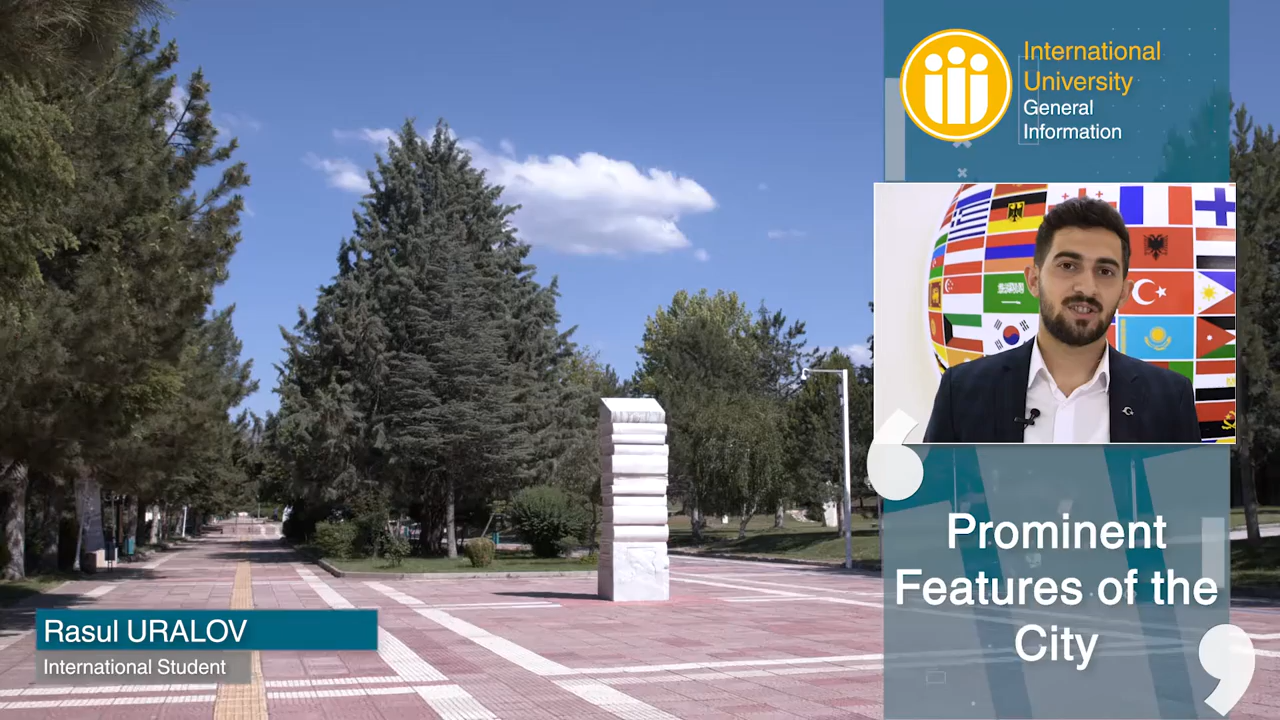 International
University
General
Information
Prominent
Features of the
City
Rasul URALOV
International Student